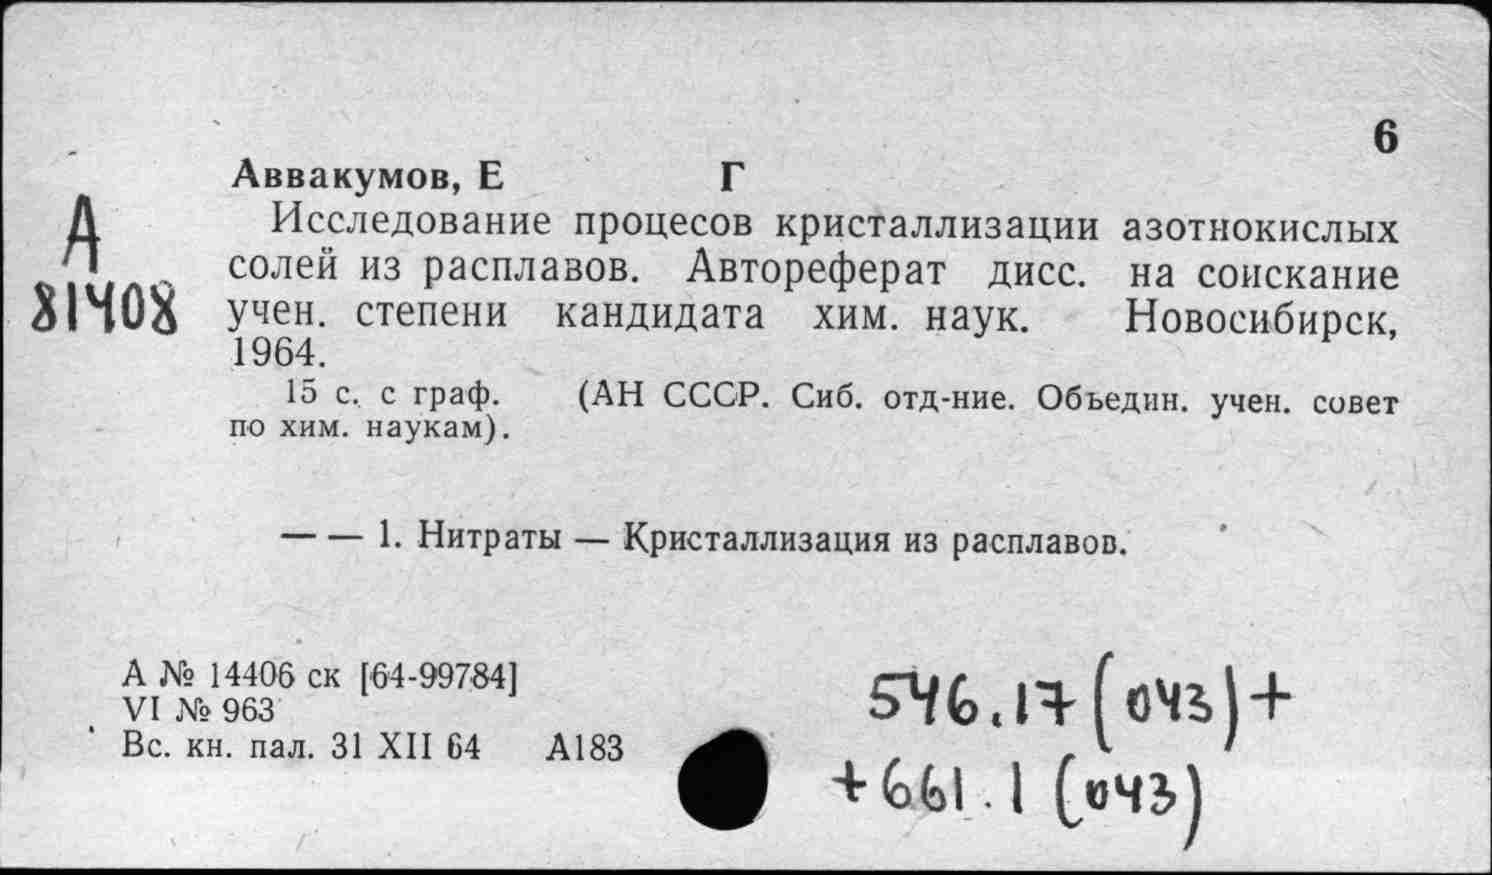 6
Аввакумов, Е Г
А
81408
Исследование процесов кристаллизации азотнокислых
солей из расплавов. Автореферат дисс. на соискание
учен. степени кандидата хим. наук. Новосибирск,
1964.
15 с. с граф. (АН СССР. Сиб. отд-ние. Обьедин. учен. совет
по хим. наукам).
— — 1. Нитраты — Кристаллизация из расплавов.
А № 14406 ск [64-99784]
VI № 963
Вс. кн. пал. 31 XII 64 А183
546.17(043)+
+661.1(043)